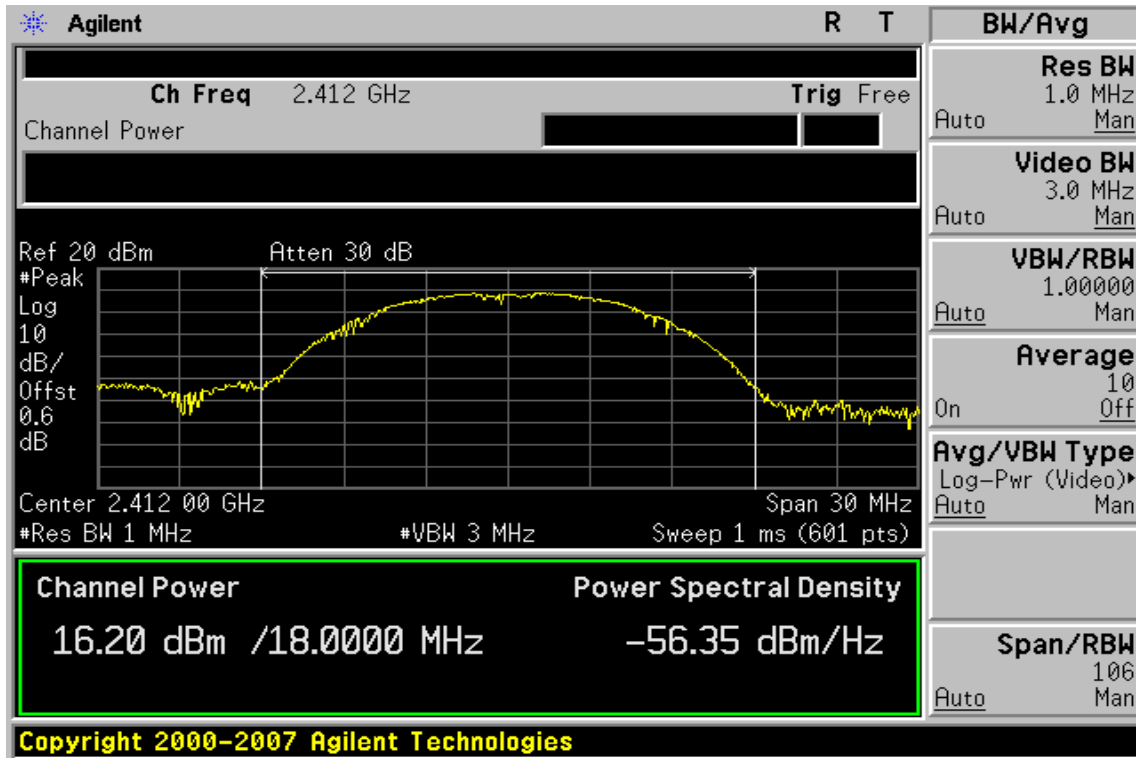 Agilent R T
Ch Freq 2.412 GHz Trig Free
Channel Power
Ref 20 dBm Atten 30 dB
#Peak
Log
10
dB/
Offst
0.6
dB
Center 2.412 00 GHz Span 30 MHz
#Res BW 1 MHz #VBW 3 MHz Sweep 1 ms (601 pts)
Channel Power Power Spectral Density
16.20 dBm /18.0000 MHz -56.35 dBm/Hz
Copyright 2000-2007 Agilent Technologies
BW/Avg
Res BW
1.0 MHz
Auto Man
Video BW
3.0 MHz
Auto Man
VBW/RBW
1.00000
Auto Man
Average
10
On Off
Avg/VBW Type
Log-Pwr (Video)▸
Auto Man
Span/RBW
106
Auto Man